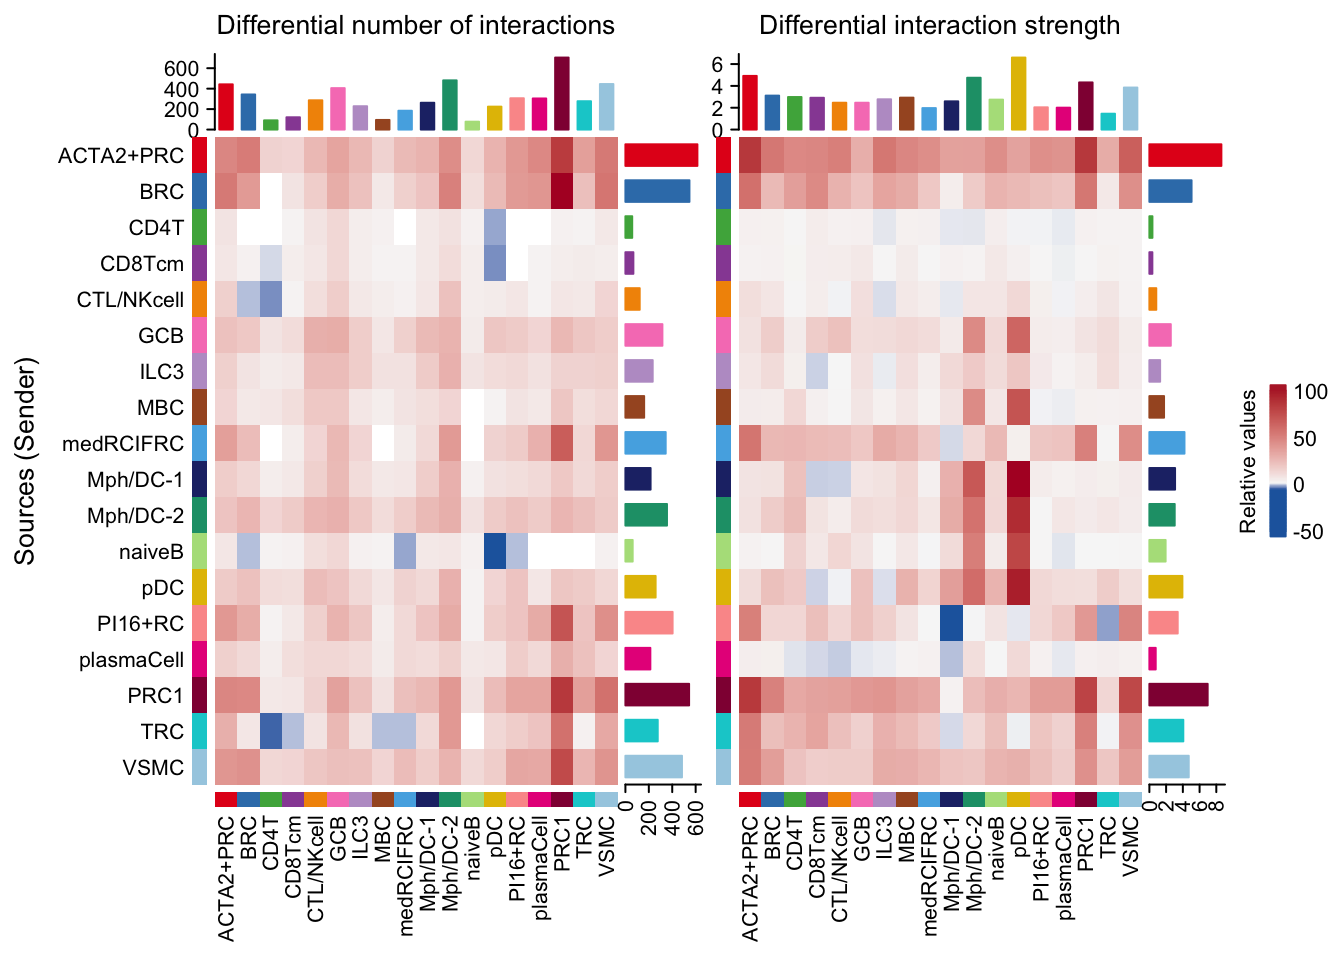 Differential number of interactions
Differential interaction strength
600
400
200
0
6
4
2
0
Sources (Sender)
ACTA2+PRC
BRC
CD4T
CD8Tcm
CTL/NKcell
GCB
ILC3
MBC
medRCIFRC
Mph/DC-1
Mph/DC-2
naiveB
pDC
PI16+RC
plasmaCell
PRC1
TRC
VSMC
0
200
400
600
0
2
4
6
8
ACTA2+PRC
BRC
CD4T
CD8Tcm
CTL/NKcell
GCB
ILC3
MBC
medRCIFRC
Mph/DC-1
Mph/DC-2
naiveB
pDC
PI16+RC
plasmaCell
PRC1
TRC
VSMC
ACTA2+PRC
BRC
CD4T
CD8Tcm
CTL/NKcell
GCB
ILC3
MBC
medRCIFRC
Mph/DC-1
Mph/DC-2
naiveB
pDC
PI16+RC
plasmaCell
PRC1
TRC
VSMC
Relative values
100
50
0
-50